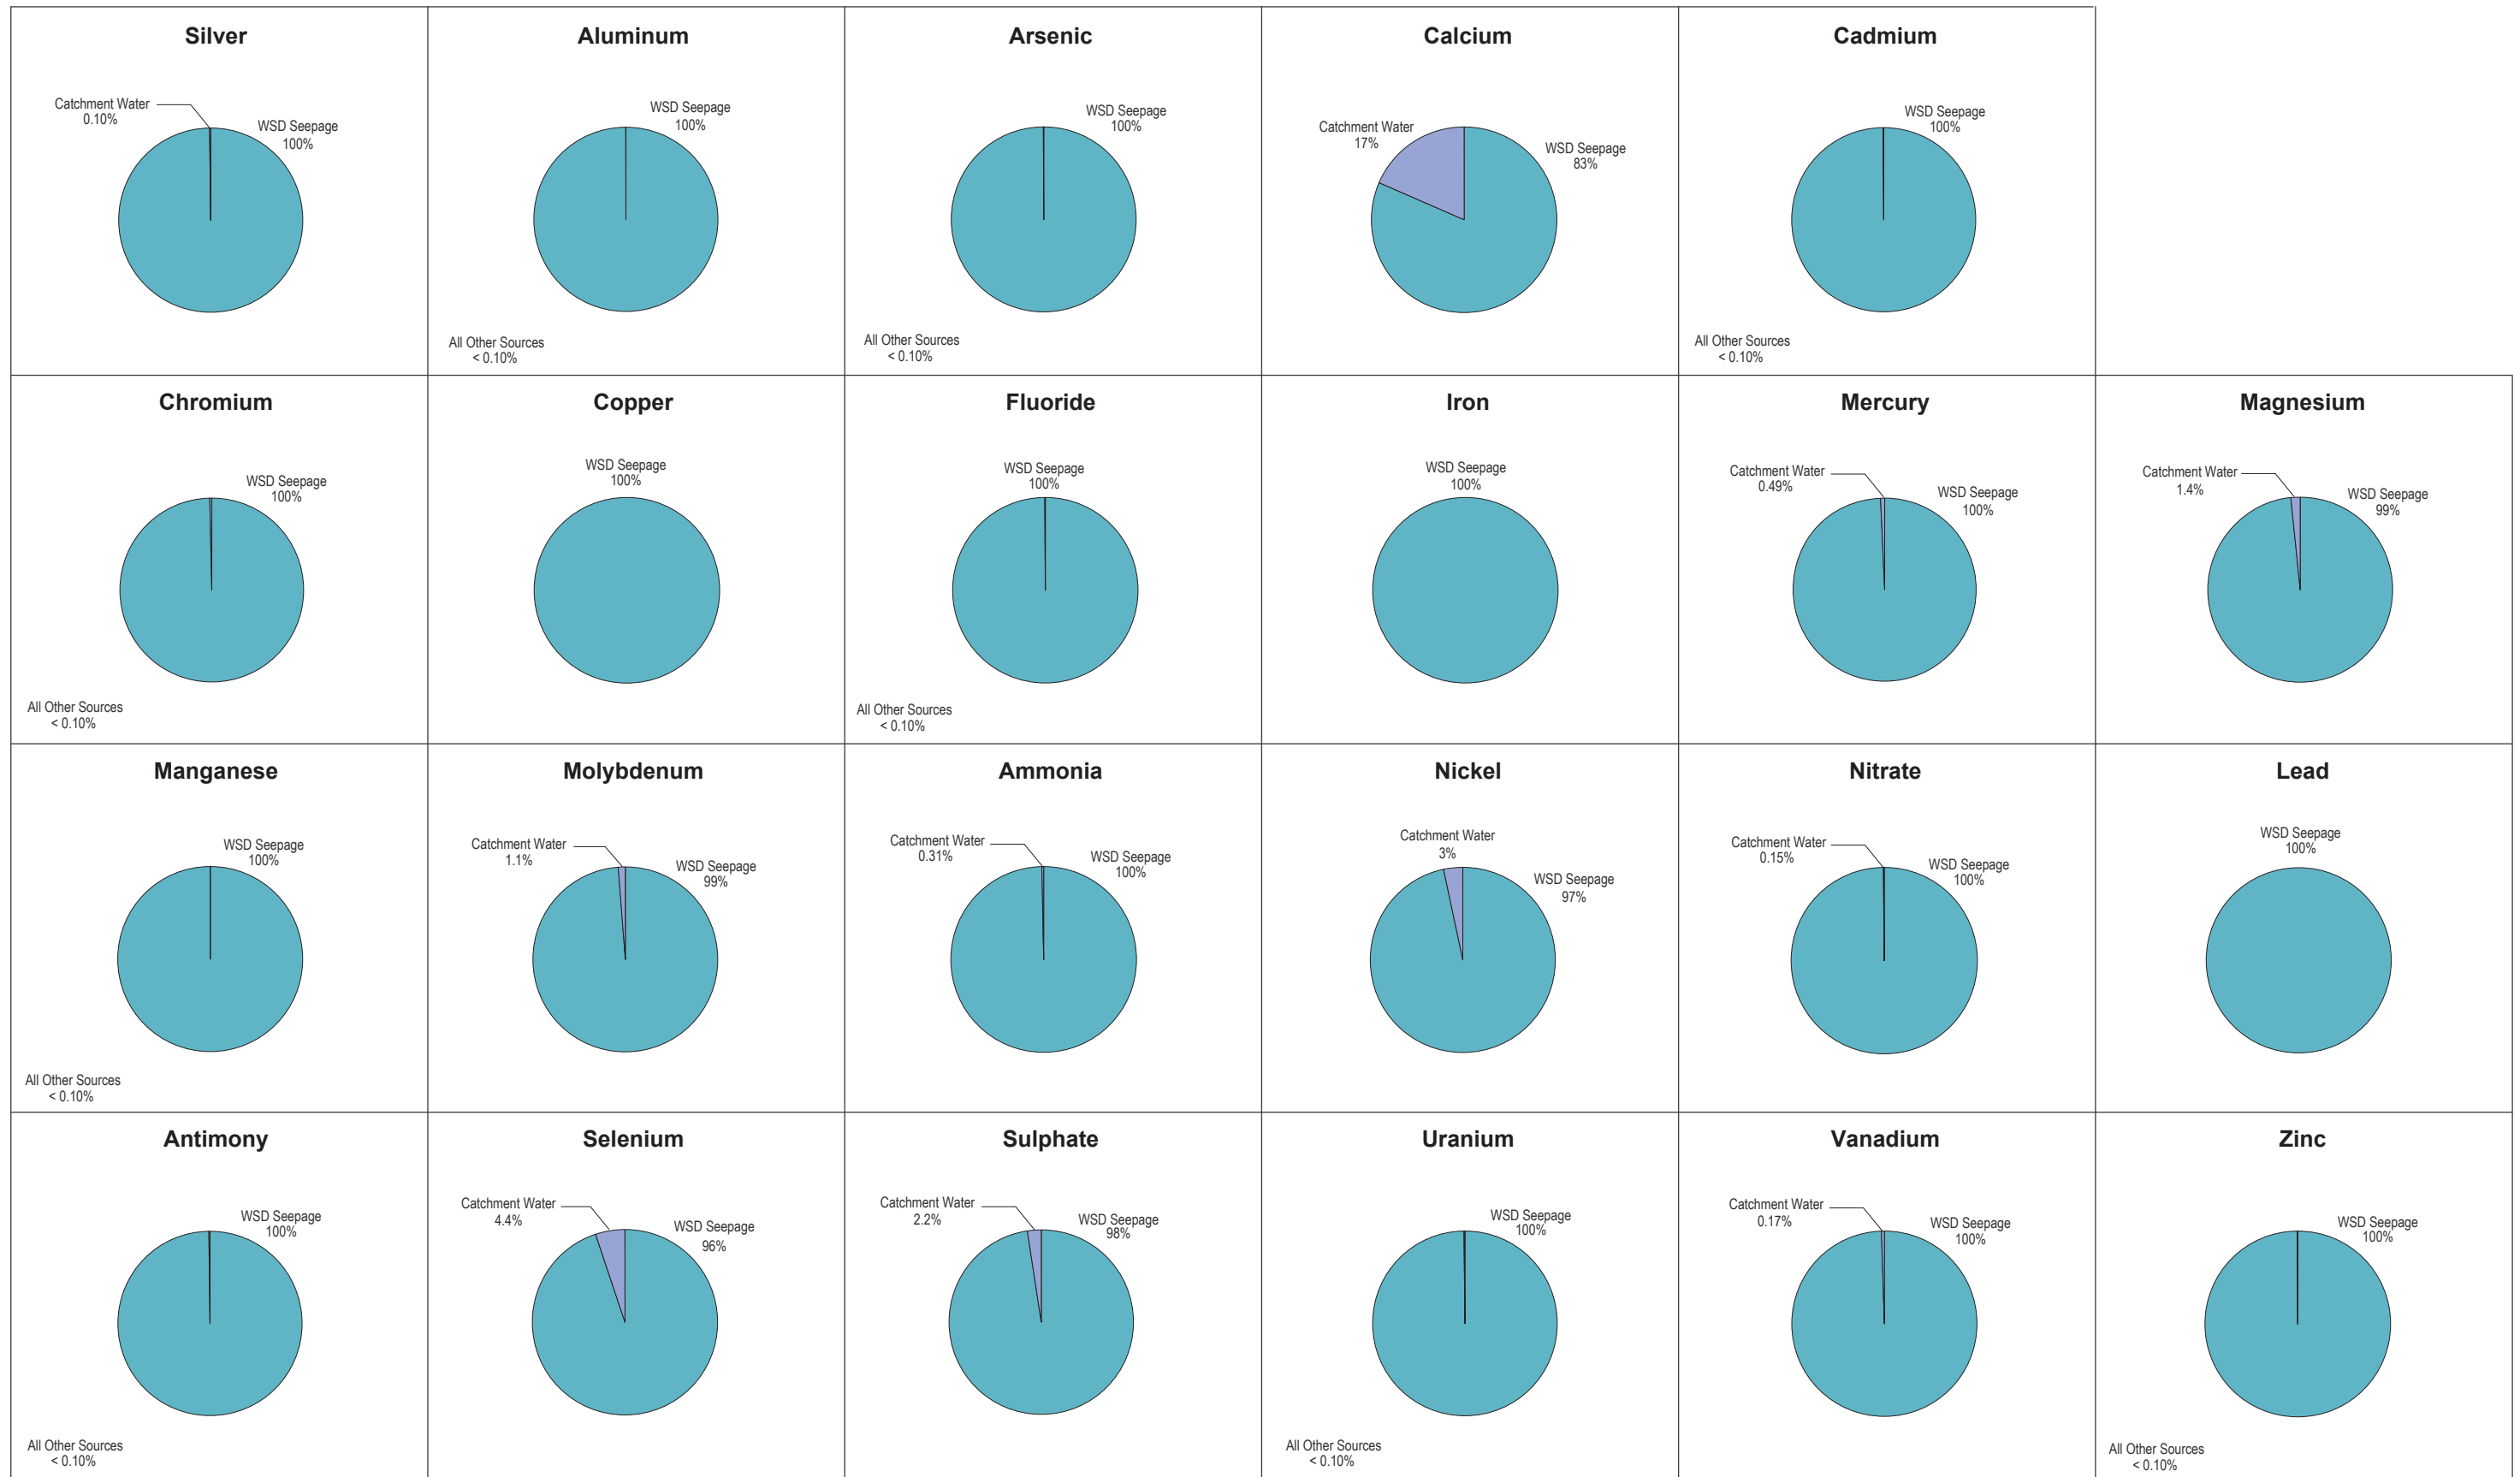 Silver
Catchment Water
0.10%
WSD Seepage
100%
Aluminum
WSD Seepage
100%
All Other Sources
< 0.10%
Arsenic
WSD Seepage
100%
All Other Sources
< 0.10%
Calcium
Catchment Water
17%
WSD Seepage
83%
Cadmium
WSD Seepage
100%
All Other Sources
< 0.10%
Chromium
WSD Seepage
100%
All Other Sources
< 0.10%
Copper
WSD Seepage
100%
Fluoride
WSD Seepage
100%
All Other Sources
< 0.10%
Iron
WSD Seepage
100%
Mercury
Catchment Water
0.49%
WSD Seepage
100%
Magnesium
Catchment Water
1.4%
WSD Seepage
99%
Manganese
WSD Seepage
100%
All Other Sources
< 0.10%
Molybdenum
Catchment Water
1.1%
WSD Seepage
99%
Ammonia
Catchment Water
0.31%
WSD Seepage
100%
Nickel
Catchment Water
3%
WSD Seepage
97%
Nitrate
Catchment Water
0.15%
WSD Seepage
100%
Lead
WSD Seepage
100%
Antimony
WSD Seepage
100%
All Other Sources
< 0.10%
Selenium
Catchment Water
4.4%
WSD Seepage
96%
Sulphate
Catchment Water
2.2%
WSD Seepage
98%
Uranium
WSD Seepage
100%
All Other Sources
< 0.10%
Vanadium
Catchment Water
0.17%
WSD Seepage
100%
Zinc
WSD Seepage
100%
All Other Sources
< 0.10%